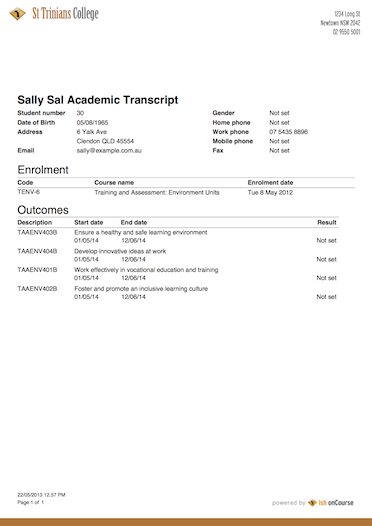 St Trinians College
1234 Long St
Newtown NSW 2042
02 9550 5001
Sally Sal Academic Transcript
Student number 30 Gender Not set
Date of Birth 05/08/1965 Home phone Not set
Address 6 Yalk Ave Work phone 07 5435 8896
Clendon QLD 45554 Mobile phone Not set
Email sally@example.com.au Fax Not set
Enrolment
Code Course name Enrolment date
TENV-6 Training and Assessment: Environment Units Tue 8 May 2012
Outcomes
Description Start date End date Result
TAAENV403B Ensure a healthy and safe learning environment
01/05/14 12/06/14 Not set
TAAENV404B Develop innovative ideas at work
01/05/14 12/06/14 Not set
TAAENV401B Work effectively in vocational education and training
01/05/14 12/06/14 Not set
TAAENV402B Foster and promote an inclusive learning culture
01/05/14 12/06/14 Not set
22/05/2013 12.57 PM
Page 1 of 1
powered by ish onCourse